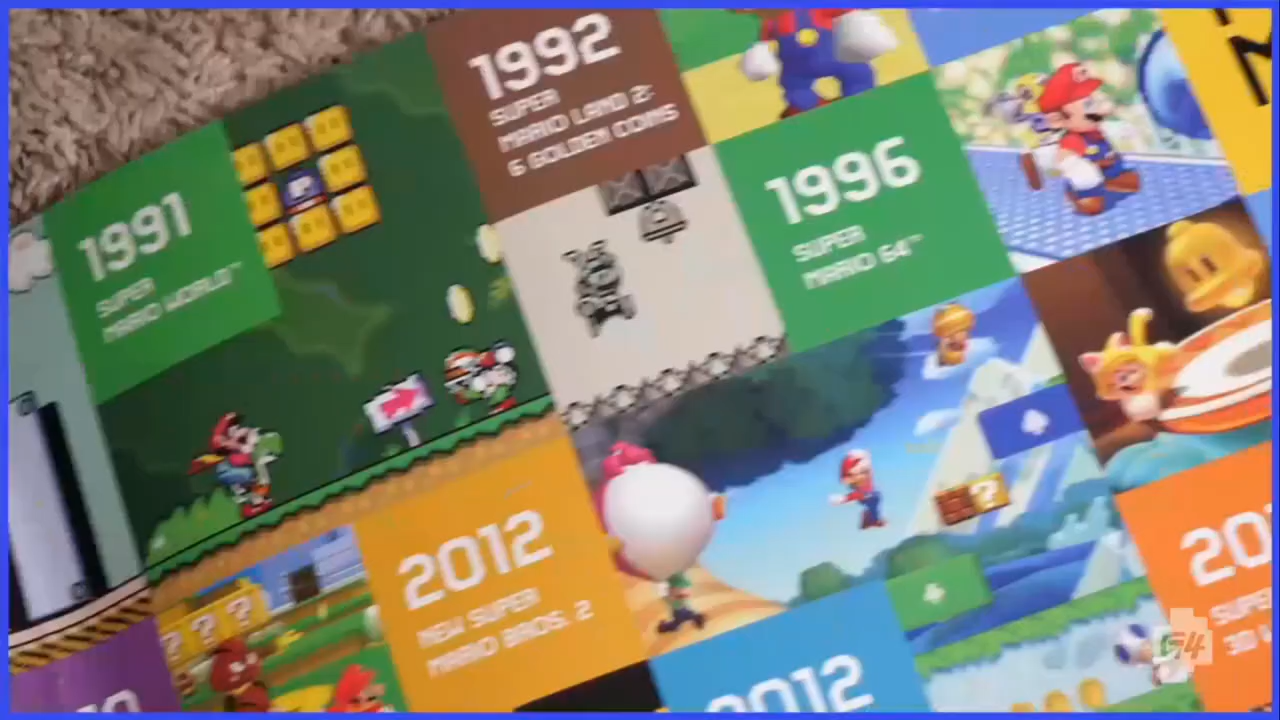 1992
SUPER
MARIO LAND 2:
6 GOLDEN COINS
1991
SUPER
MARIO WORLD™
1996
SUPER
MARIO 64™
2012
NEW SUPER
MARIO BROS. 2
2012
G4